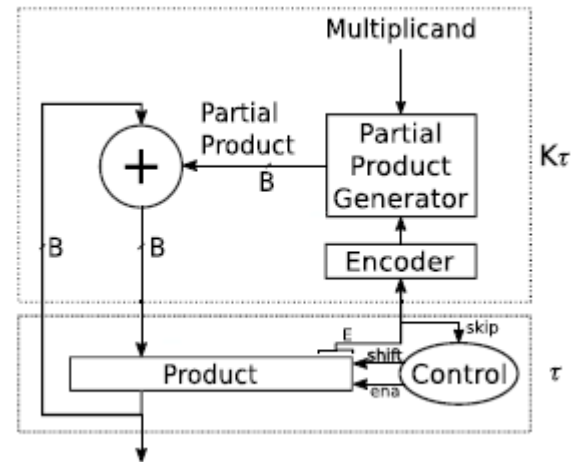 Multiplicand
Partial
Product
B
Partial
Product
Generator
Kτ
B
B
Encoder
E
skip
shift
Product
Control
ena
τ